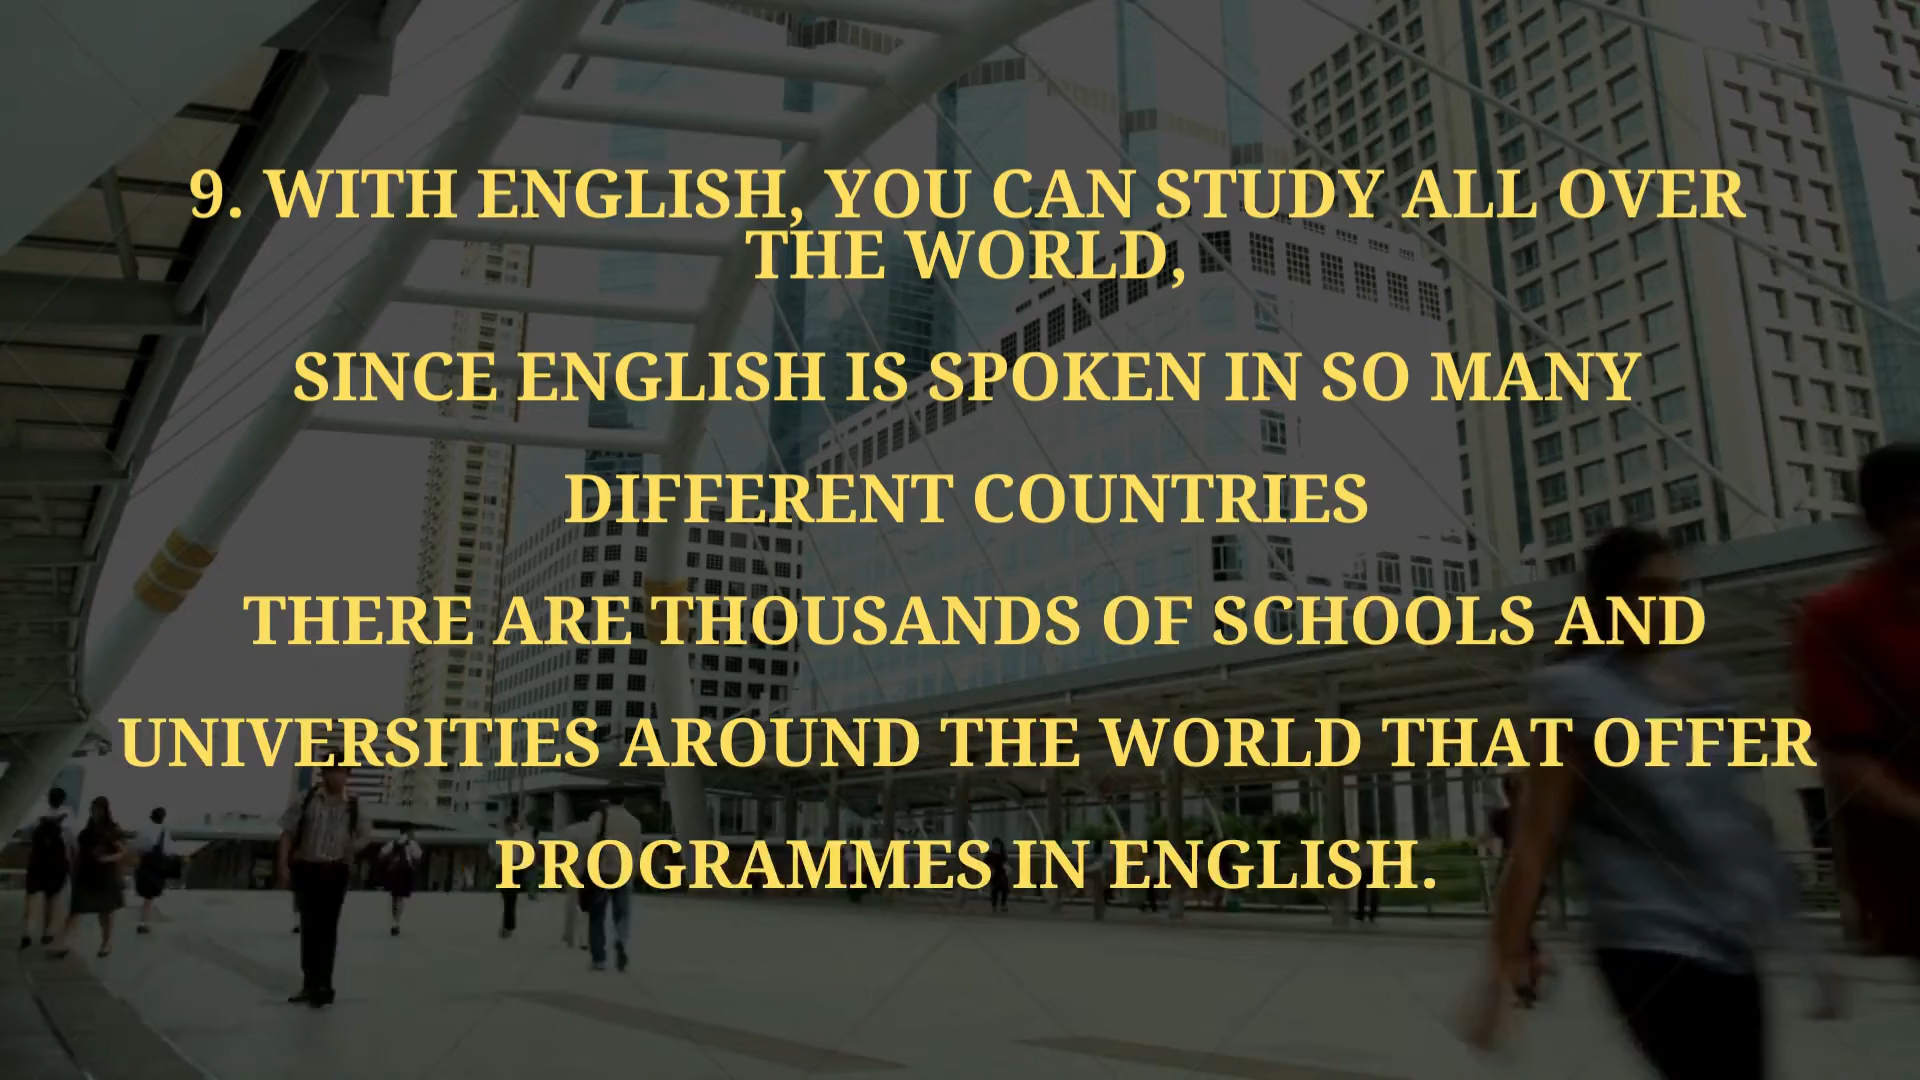 9. WITH ENGLISH, YOU CAN STUDY ALL OVER
THE WORLD,
SINCE ENGLISH IS SPOKEN IN SO MANY
DIFFERENT COUNTRIES
THERE ARE THOUSANDS OF SCHOOLS AND
UNIVERSITIES AROUND THE WORLD THAT OFFER
PROGRAMMES IN ENGLISH.